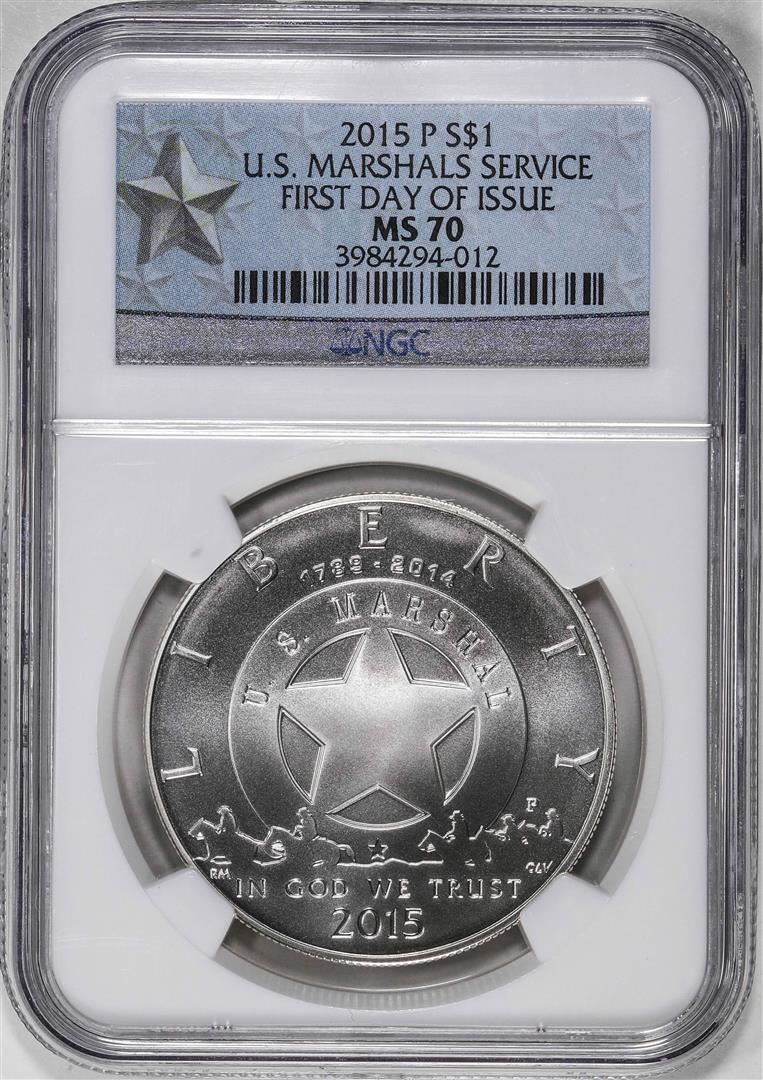 2015 P S$1
U.S. MARSHALS SERVICE
FIRST DAY OF ISSUE
MS 70
3984294-012
NGC
LIBERTY
1789 - 2014
U.S. MARSHAL
P
RM
IN GOD WE TRUST
2015